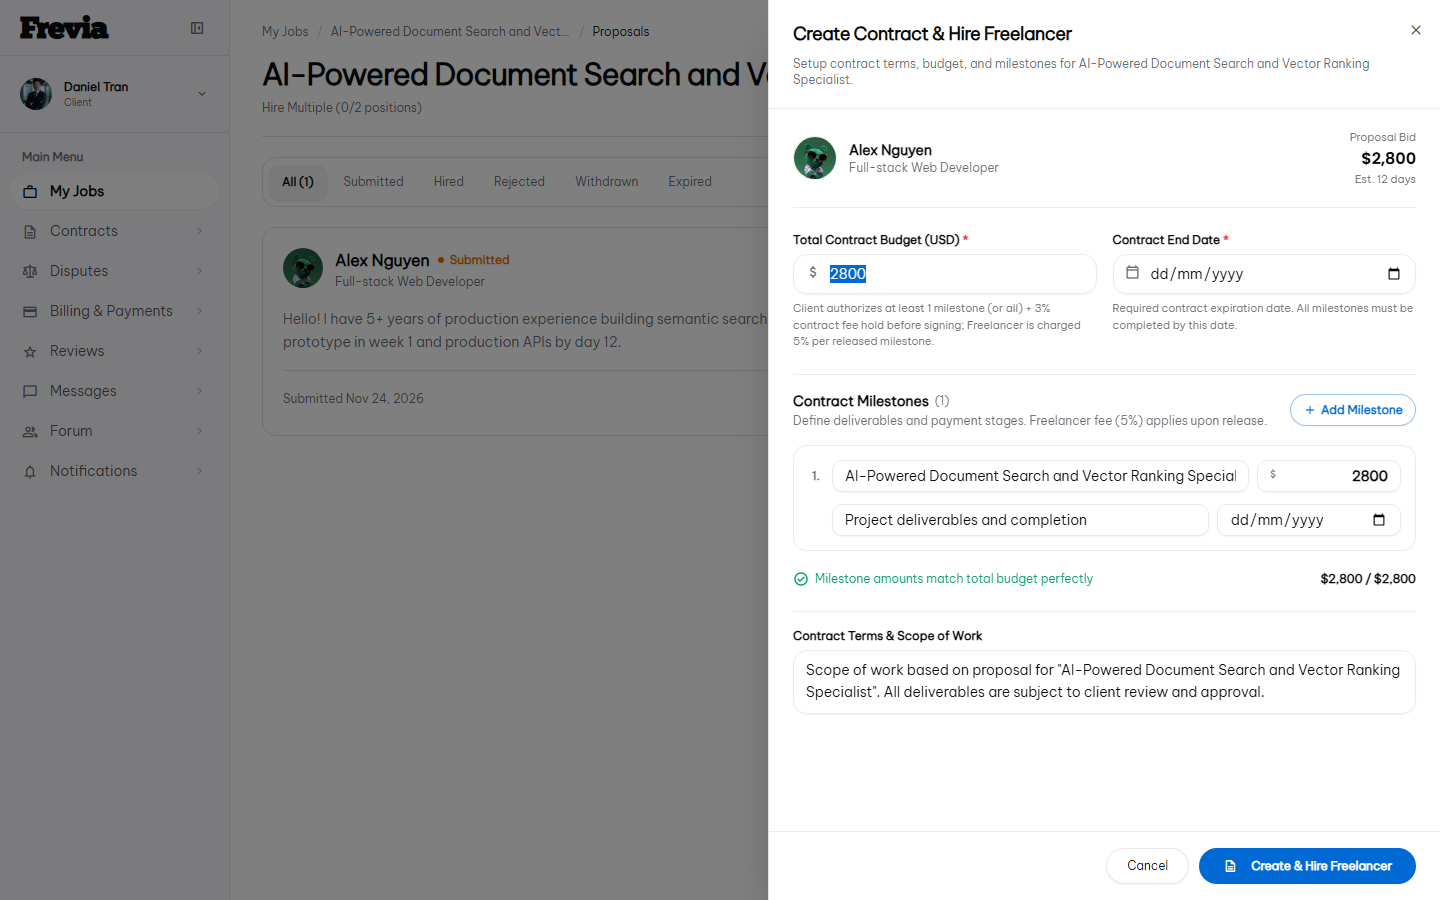 Frevia
Daniel Tran
Client
Main Menu
My Jobs
Contracts
Disputes
Billing & Payments
Reviews
Messages
Forum
Notifications
My Jobs / AI-Powered Document Search and Vect... / Proposals
AI-Powered Document Search and V
Hire Multiple (0/2 positions)
All (1)
Submitted
Hired
Rejected
Withdrawn
Expired
Alex Nguyen
Submitted
Full-stack Web Developer
Hello! I have 5+ years of production experience building semantic search
prototype in week 1 and production APIs by day 12.
Submitted Nov 24, 2026
Create Contract & Hire Freelancer
Setup contract terms, budget, and milestones for AI-Powered Document Search and Vector Ranking
Specialist.
Alex Nguyen
Full-stack Web Developer
Proposal Bid
$2,800
Est. 12 days
Total Contract Budget (USD) *
$ 2800
Client authorizes at least 1 milestone (or all) + 3%
contract fee hold before signing; Freelancer is charged
5% per released milestone.
Contract End Date *
dd/mm/yyyy
Required contract expiration date. All milestones must be
completed by this date.
Contract Milestones (1)
Define deliverables and payment stages. Freelancer fee (5%) applies upon release.
+ Add Milestone
1. AI-Powered Document Search and Vector Ranking Special
$ 2800
Project deliverables and completion
dd/mm/yyyy
Milestone amounts match total budget perfectly
$2,800 / $2,800
Contract Terms & Scope of Work
Scope of work based on proposal for "AI-Powered Document Search and Vector Ranking
Specialist". All deliverables are subject to client review and approval.
Cancel
Create & Hire Freelancer